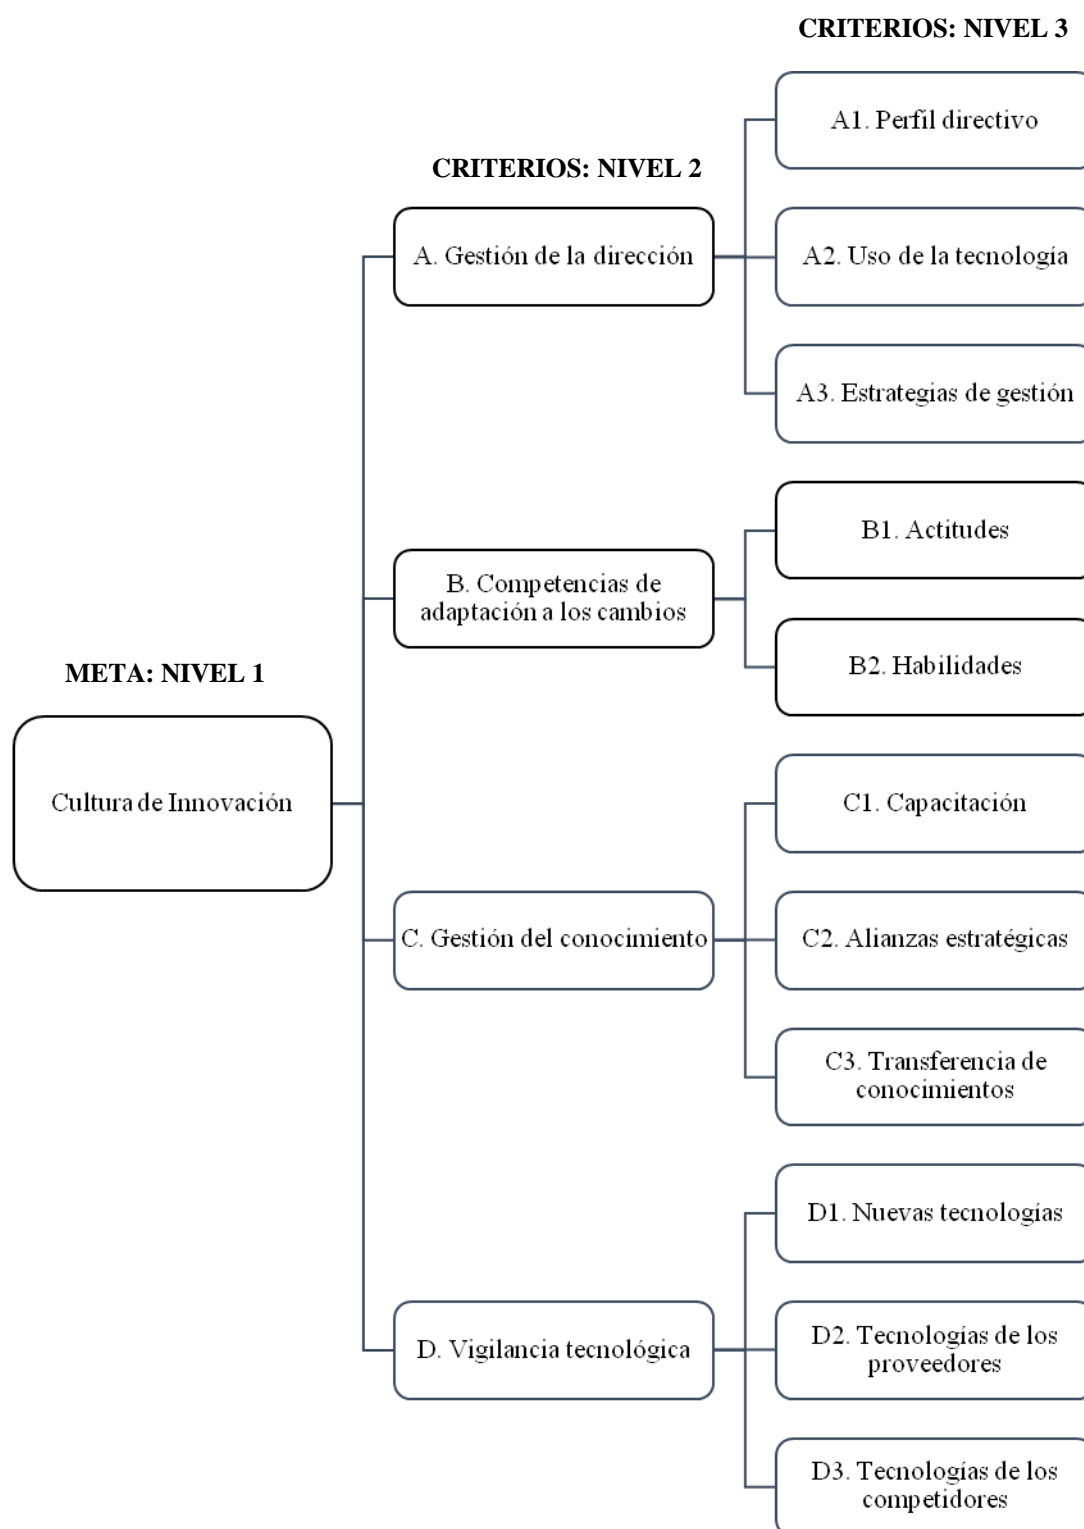 CRITERIOS: NIVEL 3
A1. Perfil directivo
CRITERIOS: NIVEL 2
A. Gestión de la dirección
A2. Uso de la tecnología
A3. Estrategias de gestión
B1. Actitudes
B. Competencias de
adaptación a los cambios
B2. Habilidades
META: NIVEL 1
Cultura de Innovación
C1. Capacitación
C. Gestión del conocimiento
C2. Alianzas estratégicas
C3. Transferencia de
conocimientos
D1. Nuevas tecnologías
D. Vigilancia tecnológica
D2. Tecnologías de los
proveedores
D3. Tecnologías de los
competidores